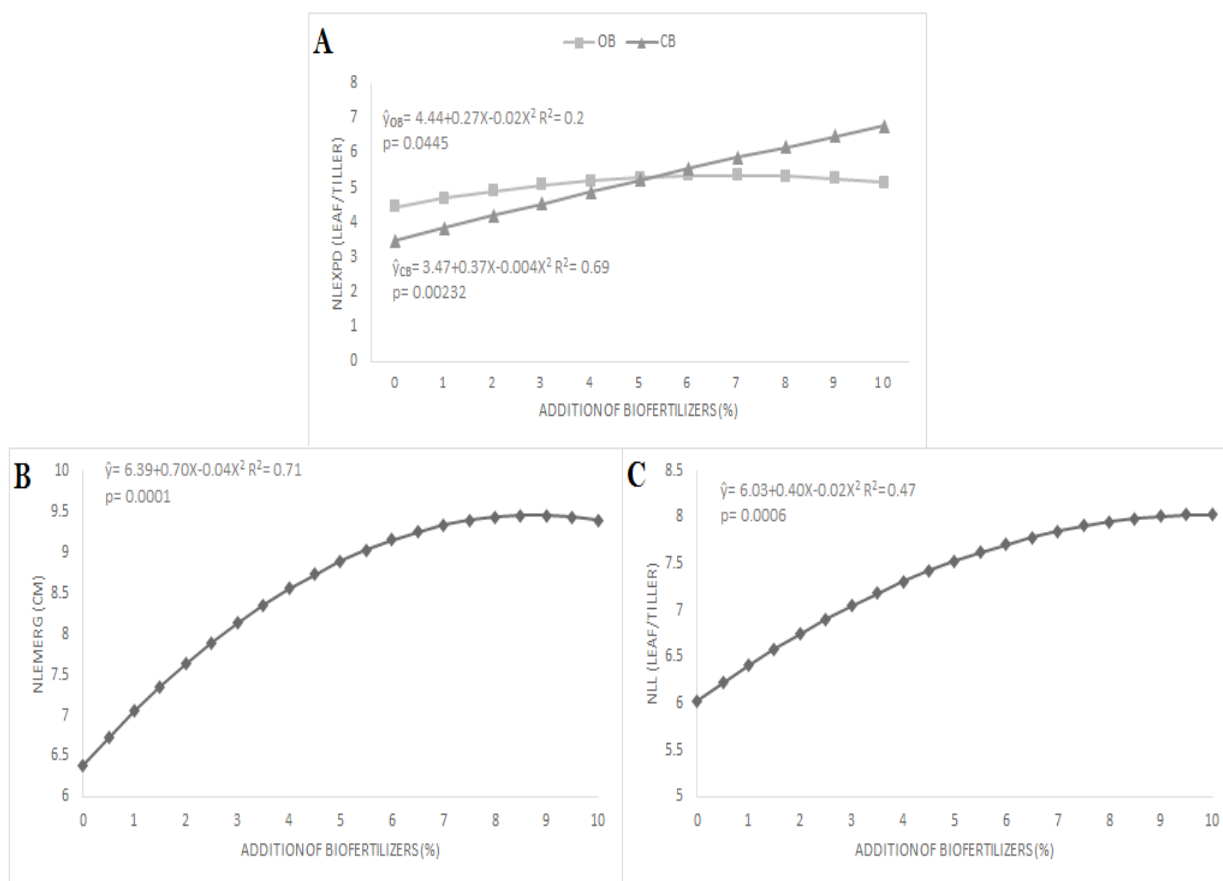 A
OB CB
8
7
6
5
4
3
2
1
0
NLEXPD (LEAF/TILLER)
ŷOB= 4.44+0.27X-0.02X² R²= 0.2
p= 0.0445
ŷCB= 3.47+0.37X-0.004X² R²= 0.69
p= 0.00232
0 1 2 3 4 5 6 7 8 9 10
ADDITION OF BIOFERTILIZERS (%)
B
ŷ= 6.39+0.70X-0.04X² R²= 0.71
p= 0.0001
10
9.5
9
8.5
8
7.5
7
6.5
6
NLEMERG (CM)
0 1 2 3 4 5 6 7 8 9 10
ADDITION OF BIOFERTILIZERS (%)
C
ŷ= 6.03+0.40X-0.02X² R²=0.47
p= 0.0006
8.5
8
7.5
7
6.5
6
5.5
5
NLL (LEAF/TILLER)
0 1 2 3 4 5 6 7 8 9 10
ADDITION OF BIOFERTILIZERS (%)